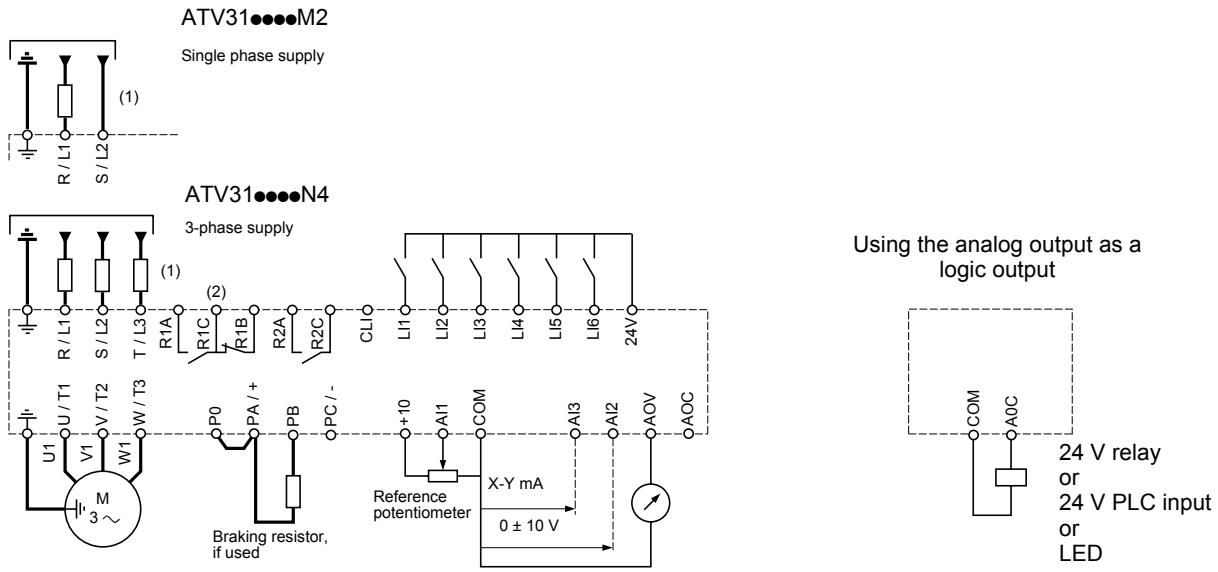 ATV31●●●●M2
Single phase supply
(1)
R / L1
S / L2
ATV31●●●●N4
3-phase supply
(1)
(2)
R / L1
S / L2
T / L3
R1A
R1C
R1B
R2A
R2C
CLI
LI1
LI2
LI3
LI4
LI5
LI6
24V
U / T1
V / T2
W / T3
P0
PA / +
PB
PC / -
+10
AI1
COM
AI3
AI2
AOV
AOC
U1
V1
W1
M
3 ~
Braking resistor,
if used
Reference
potentiometer
X-Y mA
0 ± 10 V
Using the analog output as a
logic output
COM
A0C
24 V relay
or
24 V PLC input
or
LED